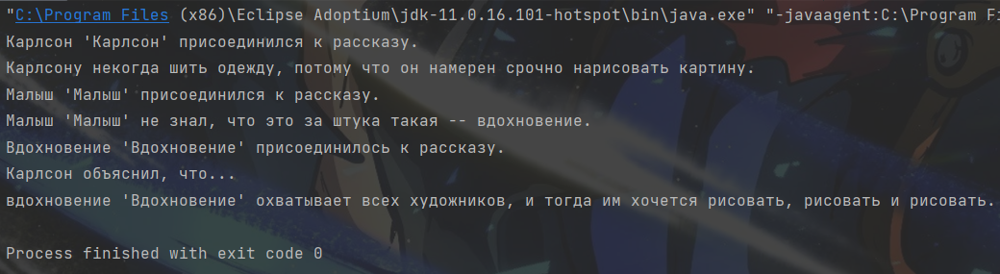 "C:\Program Files (x86)\Eclipse Adoptium\jdk-11.0.16.101-hotspot\bin\java.exe" "-javaagent:C:\Program Fi
Карлсон 'Карлсон' присоединился к рассказу.
Карлсону некогда шить одежду, потому что он намерен срочно нарисовать картину.
Малыш 'Малыш' присоединился к рассказу.
Малыш 'Малыш' не знал, что это за штука такая -- вдохновение.
Вдохновение 'Вдохновение' присоединилось к рассказу.
Карлсон объяснил, что...
вдохновение 'Вдохновение' охватывает всех художников, и тогда им хочется рисовать, рисовать и рисовать.
Process finished with exit code 0